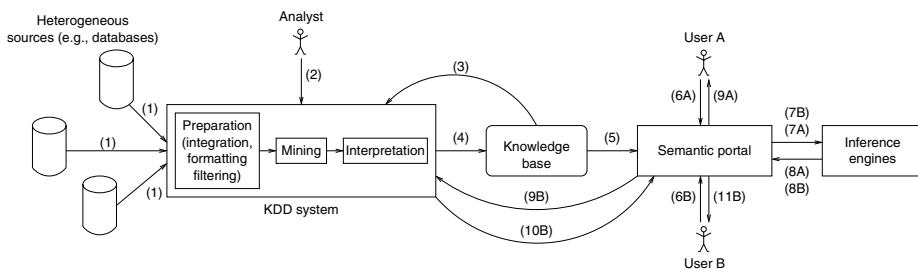 Heterogeneous
sources (e.g., databases)
(1)
(1)
(1)
Analyst
(2)
(3)
Preparation
(integration,
formatting
filtering)
Mining
Interpretation
KDD system
(4)
Knowledge
base
(5)
(9B)
(10B)
User A
(6A)
(9A)
Semantic portal
(6B)
(11B)
User B
(7B)
(7A)
(8A)
(8B)
Inference
engines